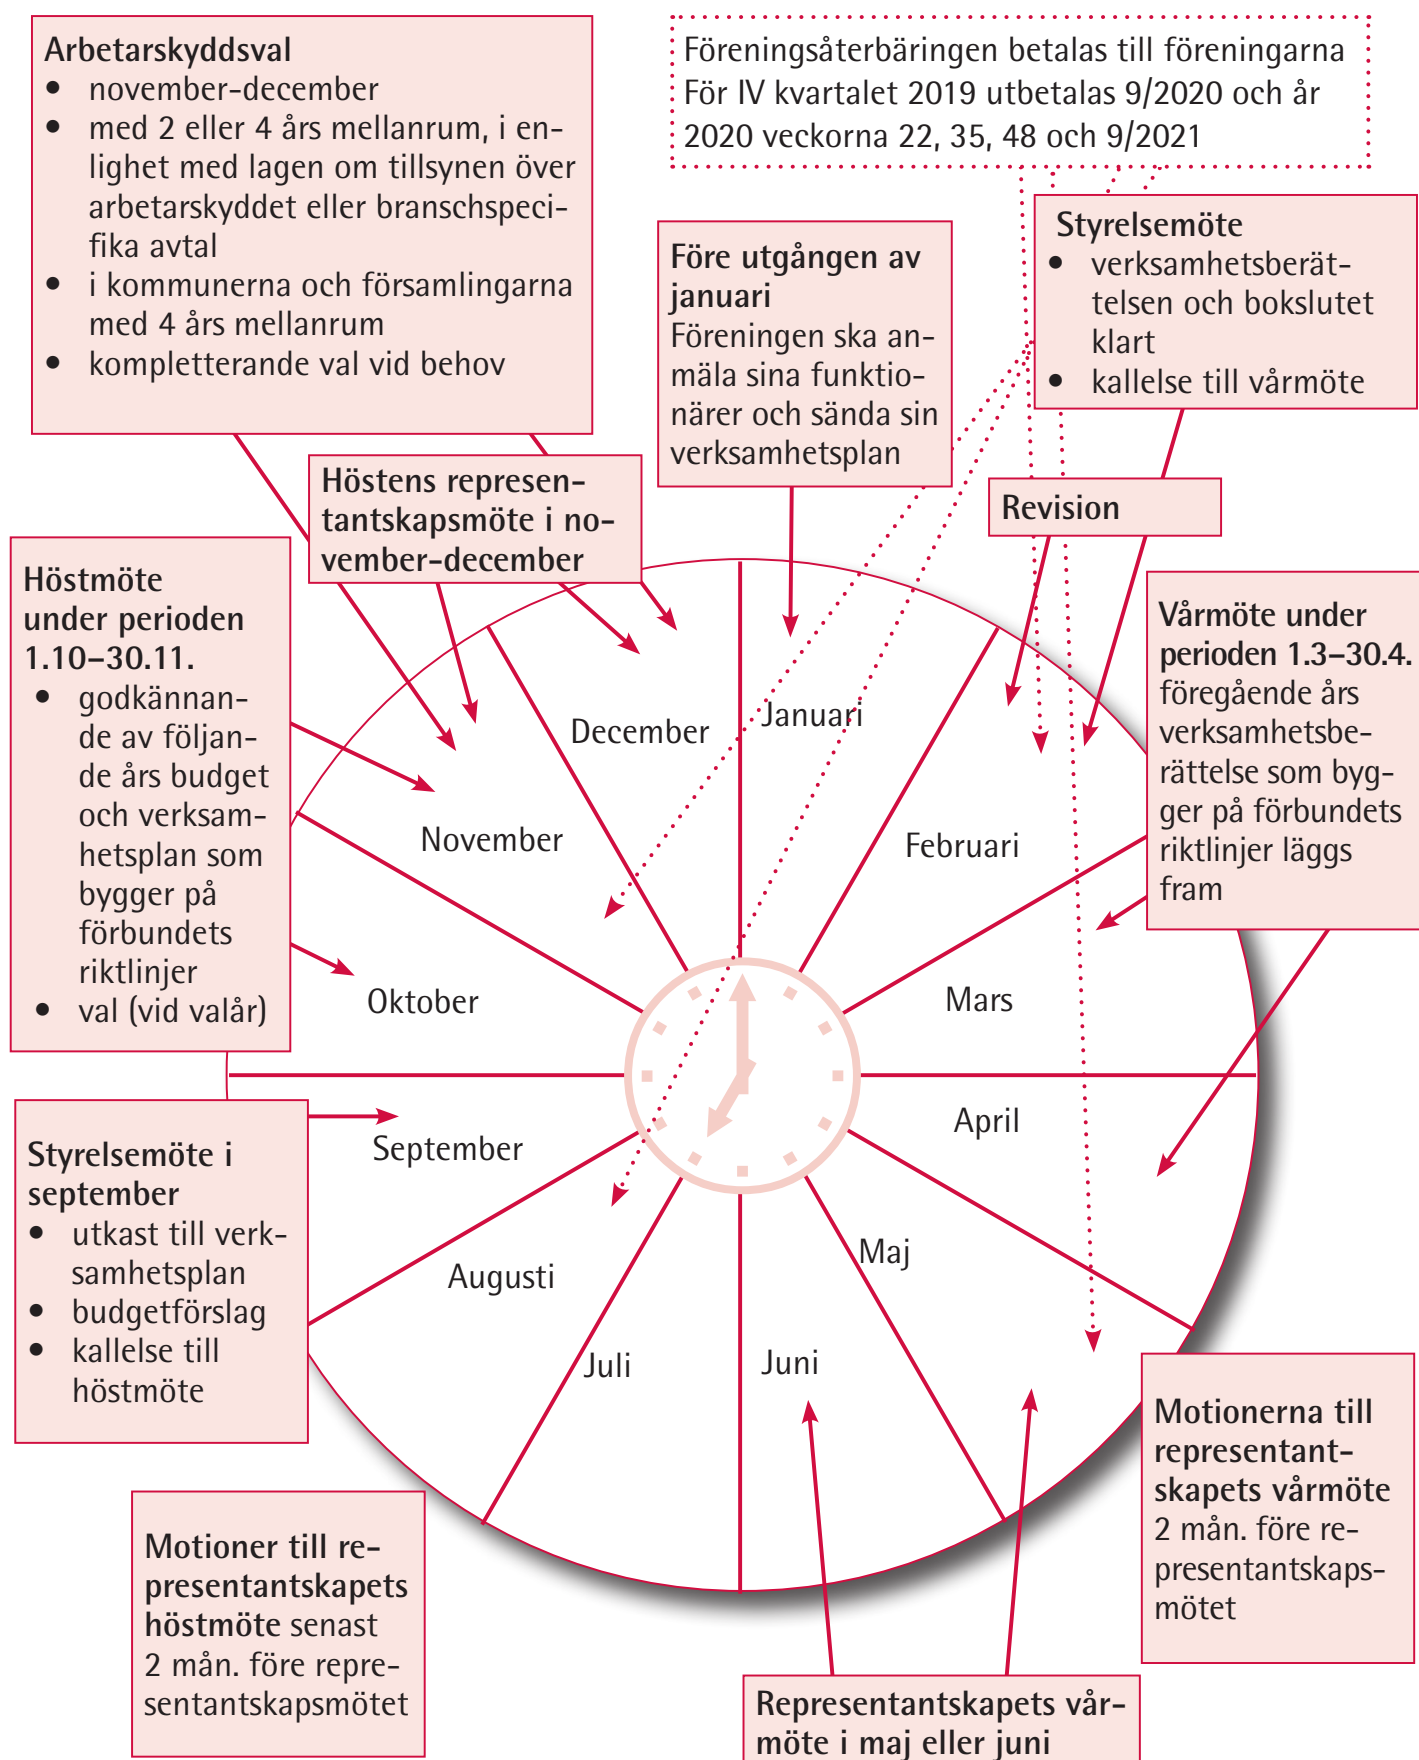 Arbetarskyddsval
• november-december
• med 2 eller 4 års mellanrum, i en-
lighet med lagen om tillsynen över
arbetarskyddet eller branschspeci-
fika avtal
• i kommunerna och församlingarna
med 4 års mellanrum
• kompletterande val vid behov
Föreningsåterbäringen betalas till föreningarna
För IV kvartalet 2019 utbetalas 9/2020 och år
2020 veckorna 22, 35, 48 och 9/2021
Före utgången av
januari
Föreningen ska an-
mäla sina funktio-
närer och sända sin
verksamhetsplan
Styrelsemöte
• verksamhetsberät-
telsen och bokslutet
klart
• kallelse till vårmöte
Höstens represen-
tantskapsmöte i no-
vember-december
Revision
Höstmöte
under perioden
1.10–30.11.
• godkännan-
de av följan-
de års budget
och verksam-
hetsplan som
bygger på
förbundets
riktlinjer
• val (vid valår)
Vårmöte under
perioden 1.3–30.4.
föregående års
verksamhetsbe-
rättelse som byg-
ger på förbundets
riktlinjer läggs
fram
December
Januari
November
Februari
Oktober
Mars
September
April
Augusti
Maj
Juli
Juni
Styrelsemöte i
september
• utkast till verk-
samhetsplan
• budgetförslag
• kallelse till
höstmöte
Motionerna till
representant-
skapets vårmöte
2 mån. före re-
presentantskaps-
mötet
Motioner till re-
presentantskapets
höstmöte senast
2 mån. före repre-
sentantskapsmötet
Representantskapets vår-
möte i maj eller juni